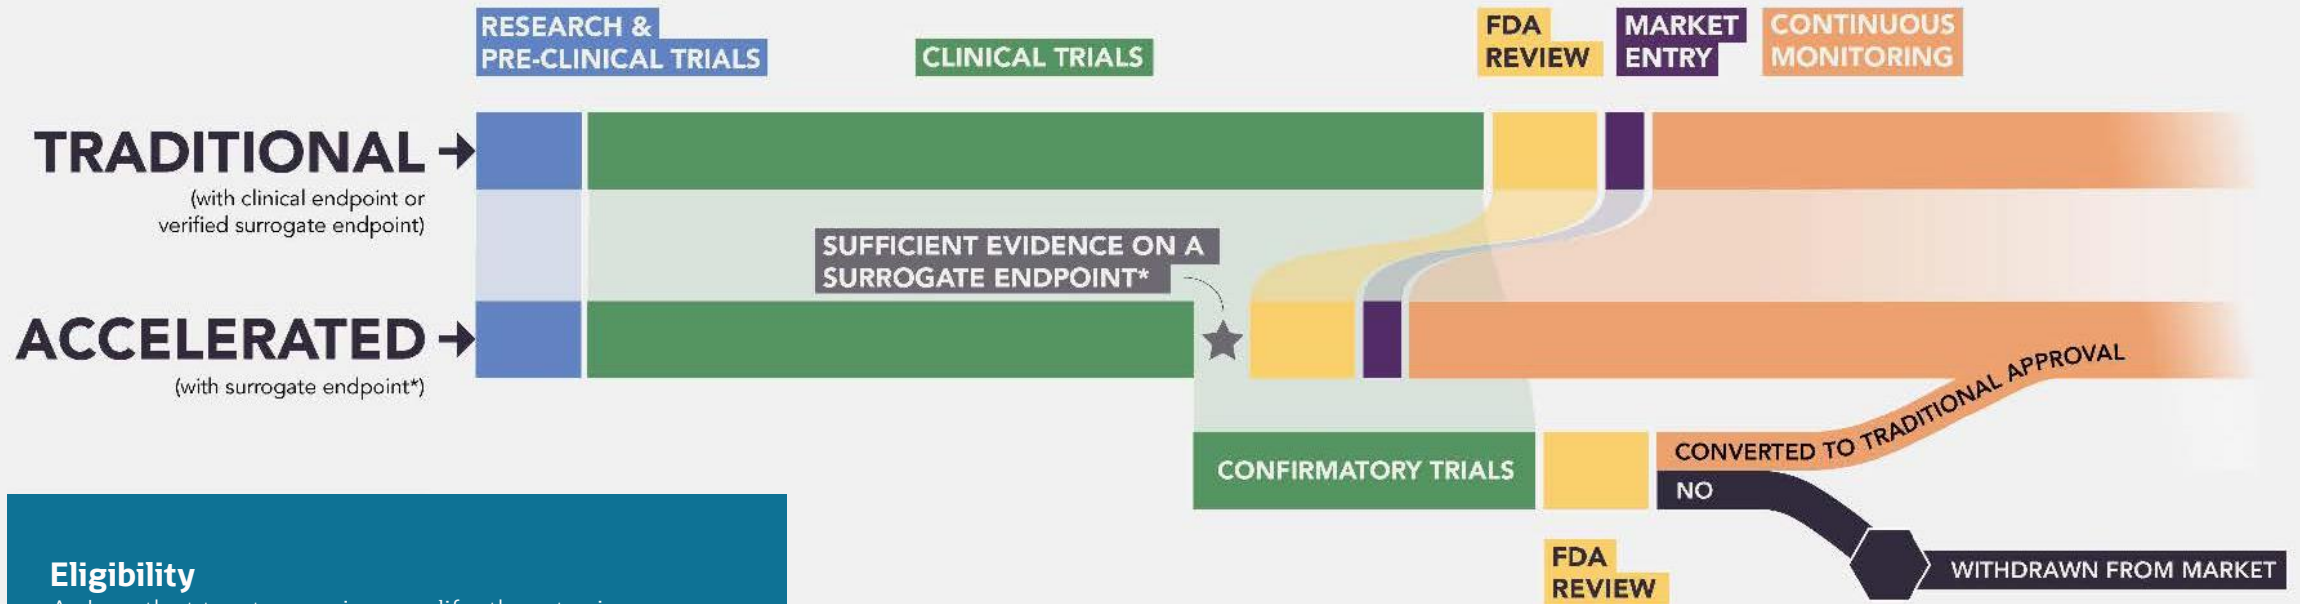 RESEARCH &
PRE-CLINICAL TRIALS
CLINICAL TRIALS
FDA
REVIEW
MARKET
ENTRY
CONTINUOUS
MONITORING
TRADITIONAL
(with clinical endpoint or
verified surrogate endpoint)
SUFFICIENT EVIDENCE ON A
SURROGATE ENDPOINT*
ACCELERATED
(with surrogate endpoint*)
CONFIRMATORY TRIALS
CONVERTED TO TRADITIONAL APPROVAL
NO
FDA
REVIEW
WITHDRAWN FROM MARKET
Eligibility